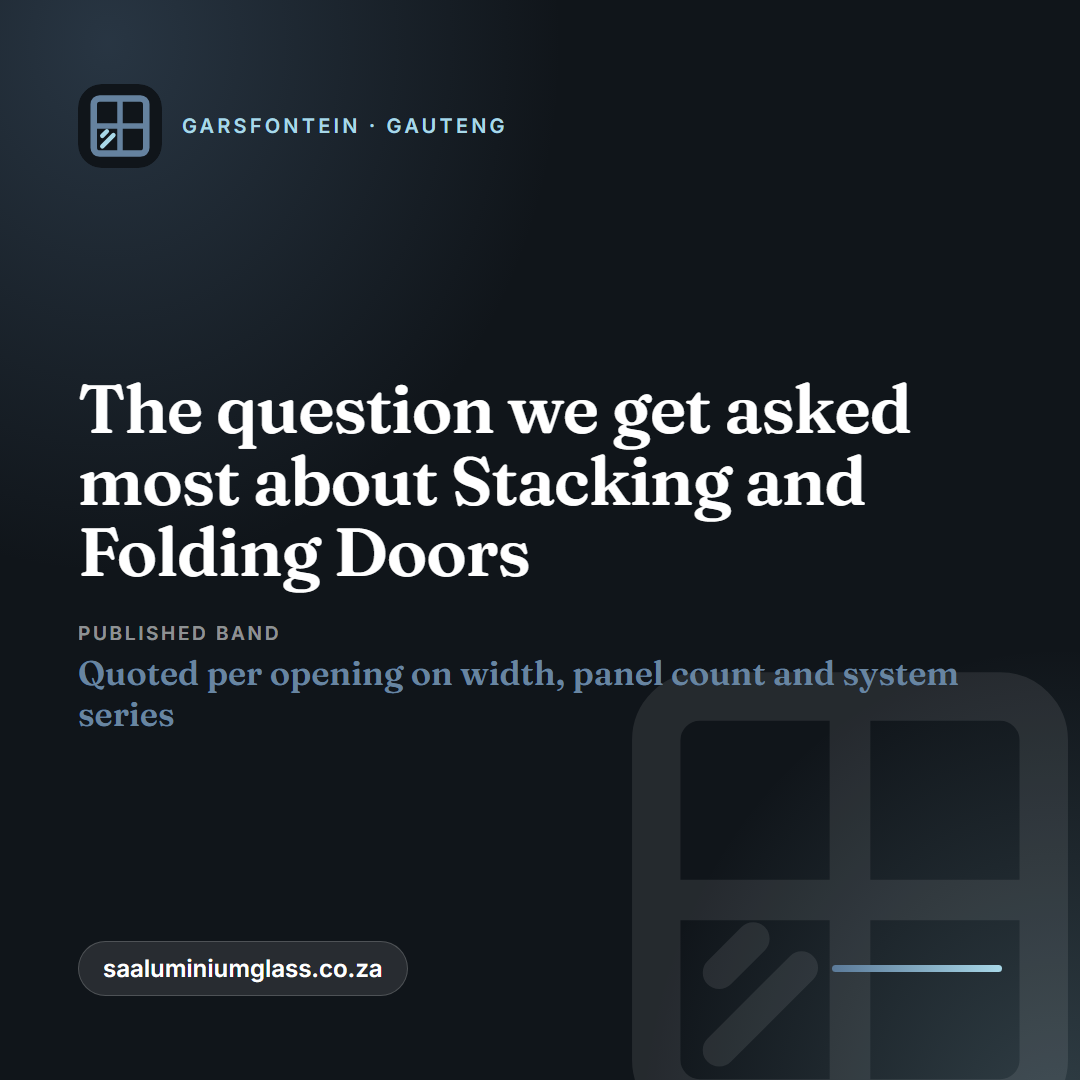 GARSFONTEIN · GAUTENG
The question we get asked
most about Stacking and
Folding Doors
PUBLISHED BAND
Quoted per opening on width, panel count and system
series
saaluminiumglass.co.za